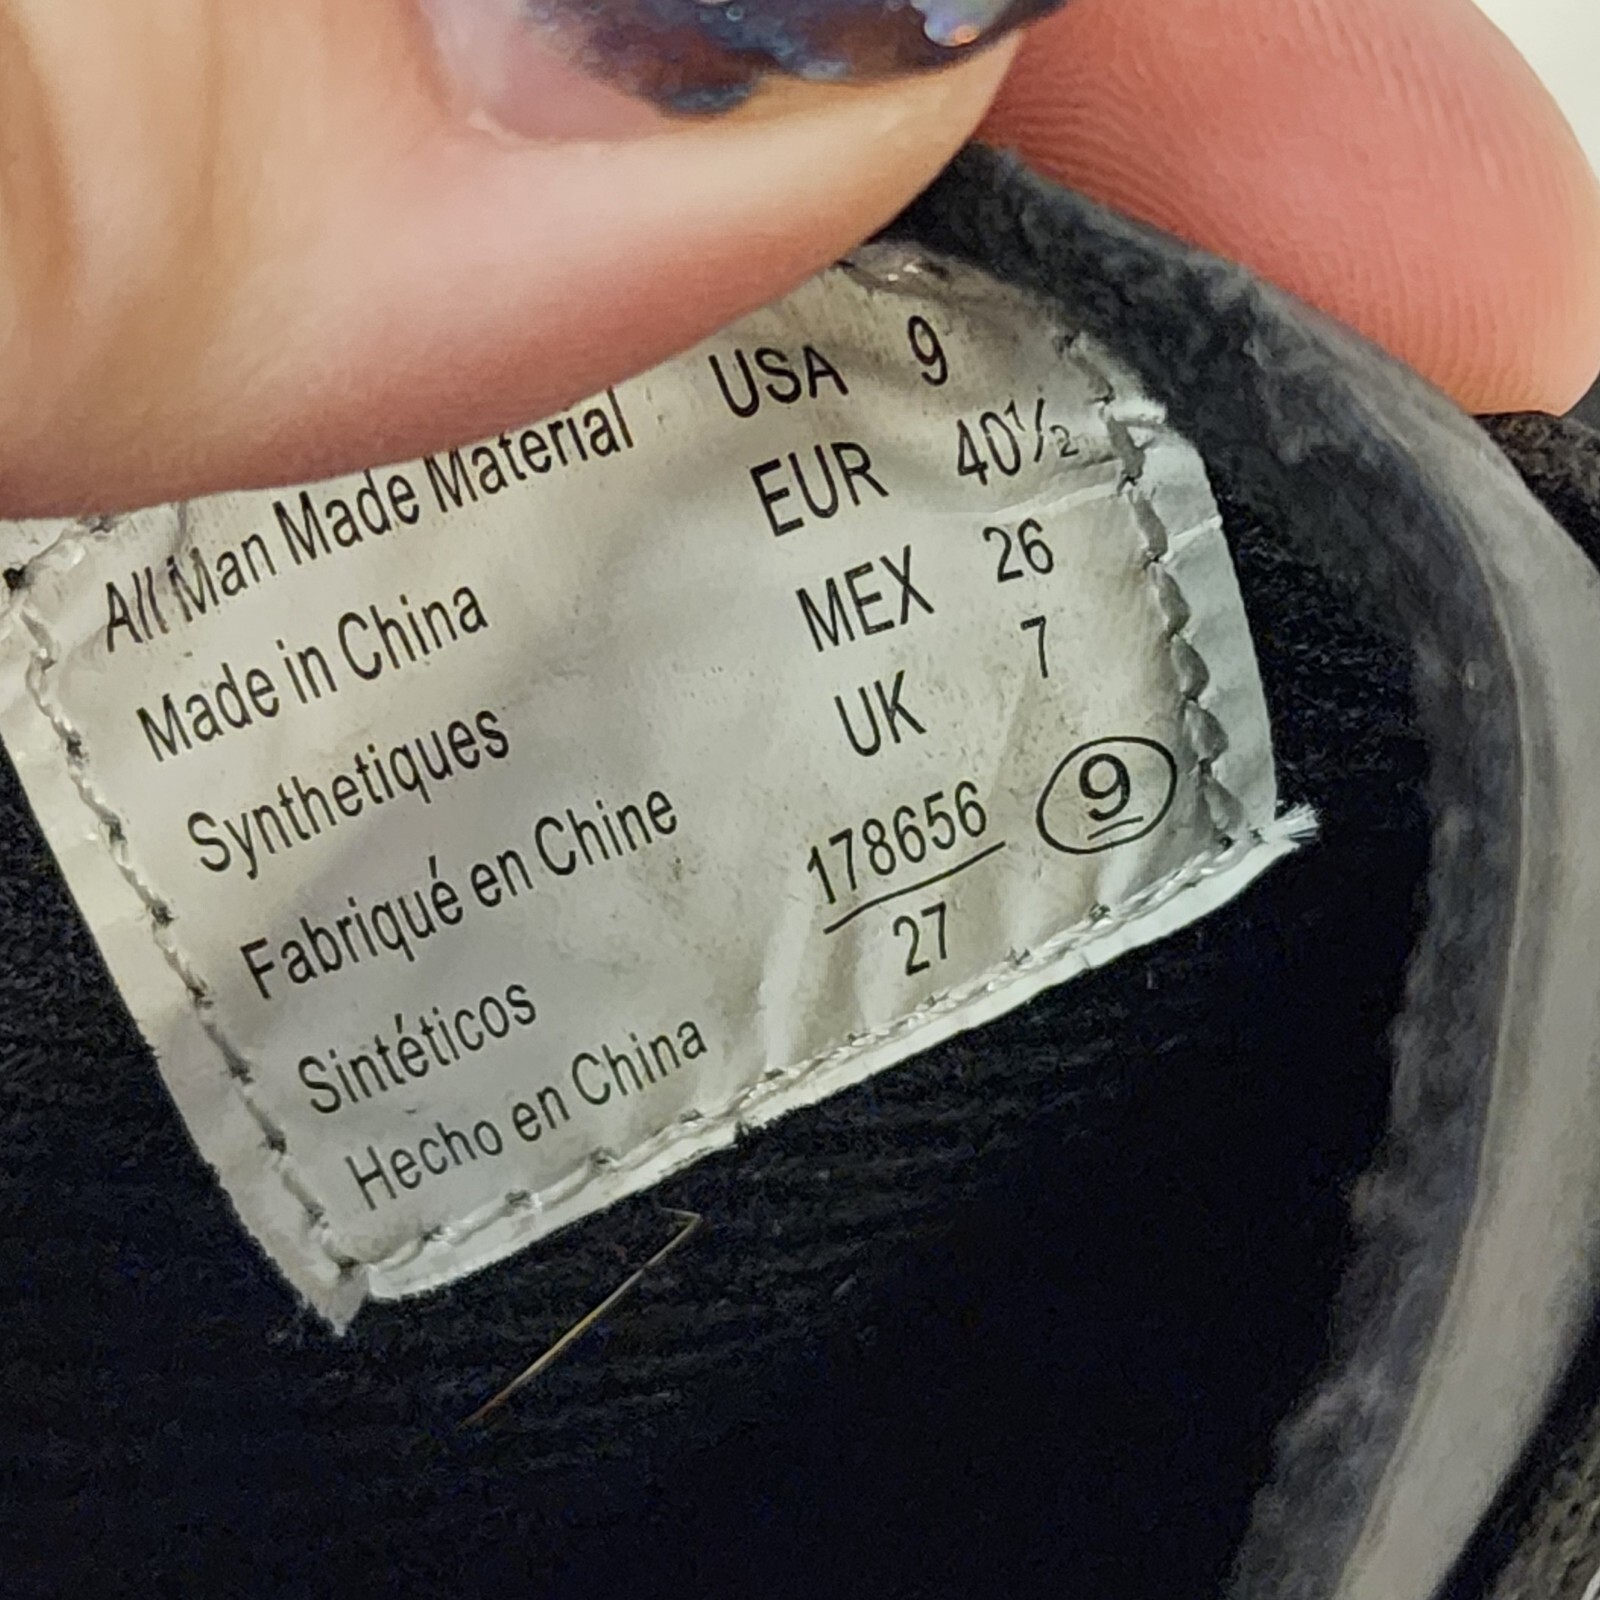 All Man Made Material
Made in China
Synthetiques
Fabriqué en Chine
Sintéticos
Hecho en China
USA 9
EUR 40½
MEX 26
UK 7
178656 9
27